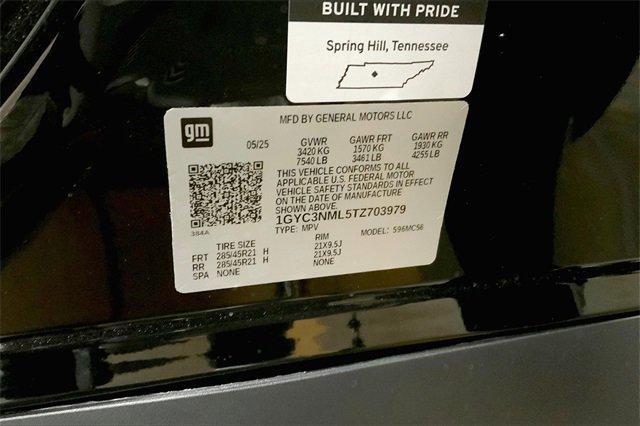 BUILT WITH PRIDE
Spring Hill, Tennessee
gm
MFD BY GENERAL MOTORS LLC
05/25 GVWR GAWR FRT GAWR RR
3420 KG 1570 KG 1930 KG
7540 LB 3461 LB 4255 LB
THIS VEHICLE CONFORMS TO ALL
APPLICABLE U.S. FEDERAL MOTOR
VEHICLE SAFETY STANDARDS IN EFFECT
ON THE DATE OF MANUFACTURE
SHOWN ABOVE.
1GYC3NML5TZ703979
384A
TYPE: MPV MODEL: 596MC56
TIRE SIZE RIM
FRT 285/45R21 H 21X9.5J
RR 285/45R21 H 21X9.5J
SPA NONE NONE